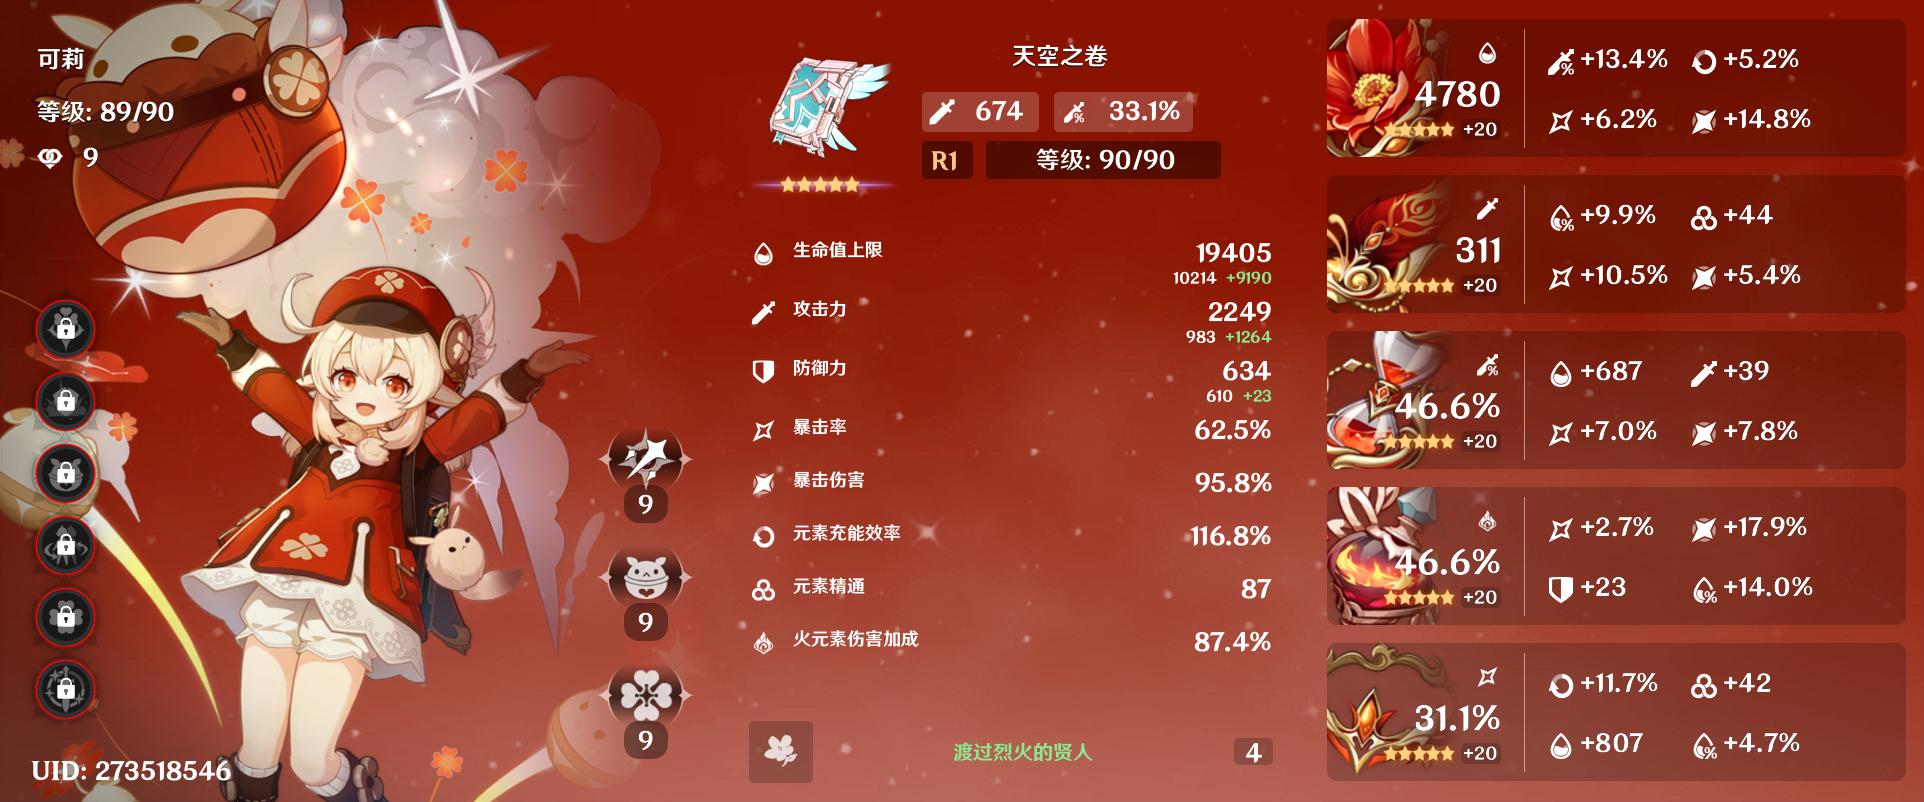 可莉
等级: 89/90
9
9
9
9
UID: 273518546
天空之卷
674 33.1%
R1 等级: 90/90
生命值上限 19405
10214 +9190
攻击力 2249
983 +1264
防御力 634
610 +23
暴击率 62.5%
暴击伤害 95.8%
元素充能效率 116.8%
元素精通 87
火元素伤害加成 87.4%
渡过烈火的贤人 4
4780
+20
+13.4% +5.2%
+6.2% +14.8%
311
+20
+9.9% +44
+10.5% +5.4%
46.6%
+20
+687 +39
+7.0% +7.8%
46.6%
+20
+2.7% +17.9%
+23 +14.0%
31.1%
+20
+11.7% +42
+807 +4.7%